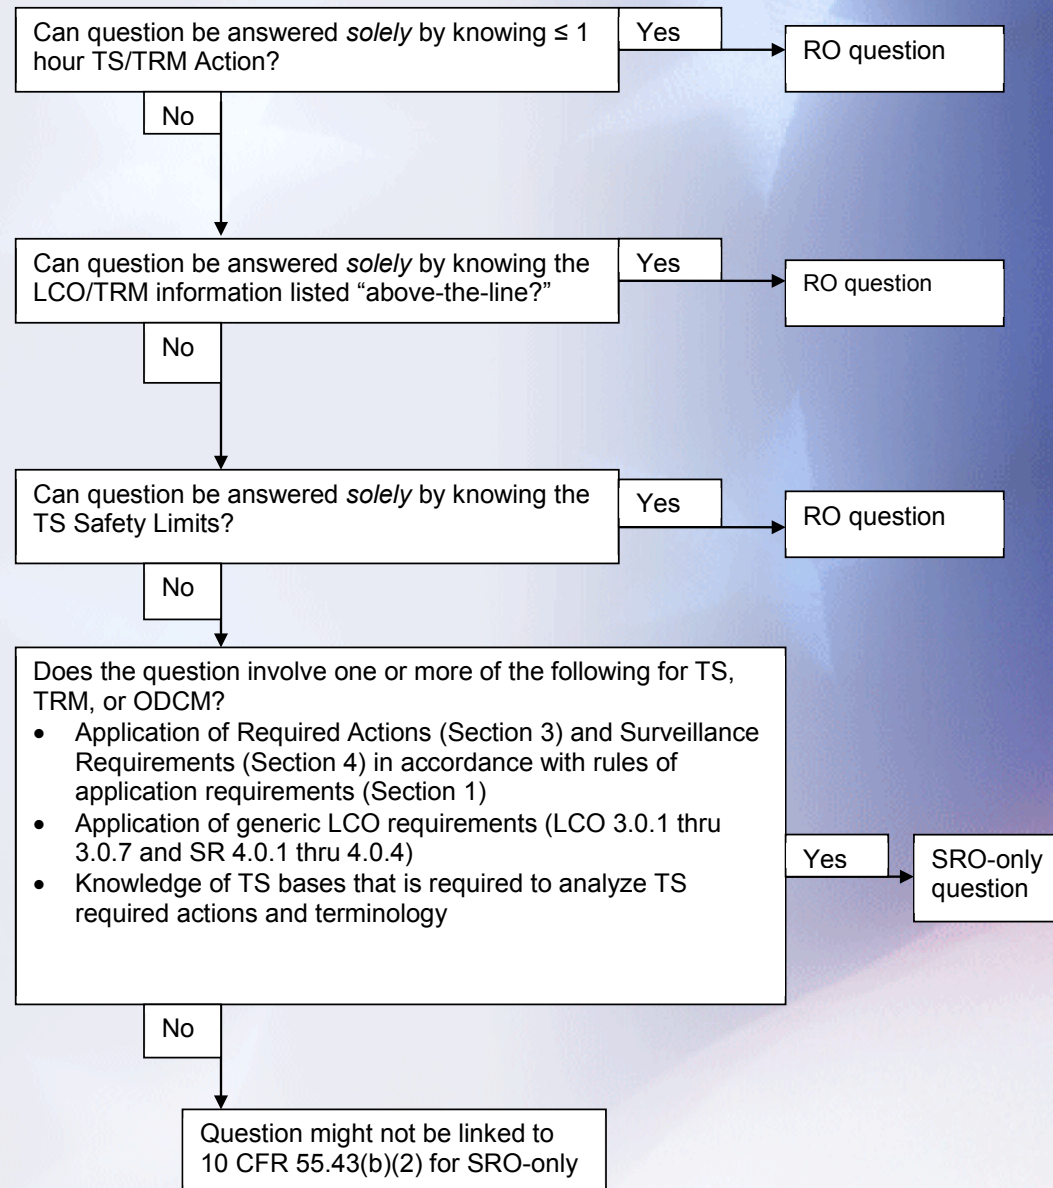 Can question be answered solely by knowing ≤ 1
hour TS/TRM Action?
Yes
RO question
No
Can question be answered solely by knowing the
LCO/TRM information listed “above-the-line?”
Yes
RO question
No
Can question be answered solely by knowing the
TS Safety Limits?
Yes
RO question
No
Does the question involve one or more of the following for TS,
TRM, or ODCM?
• Application of Required Actions (Section 3) and Surveillance
Requirements (Section 4) in accordance with rules of
application requirements (Section 1)
• Application of generic LCO requirements (LCO 3.0.1 thru
3.0.7 and SR 4.0.1 thru 4.0.4)
• Knowledge of TS bases that is required to analyze TS
required actions and terminology
Yes
SRO-only
question
No
Question might not be linked to
10 CFR 55.43(b)(2) for SRO-only